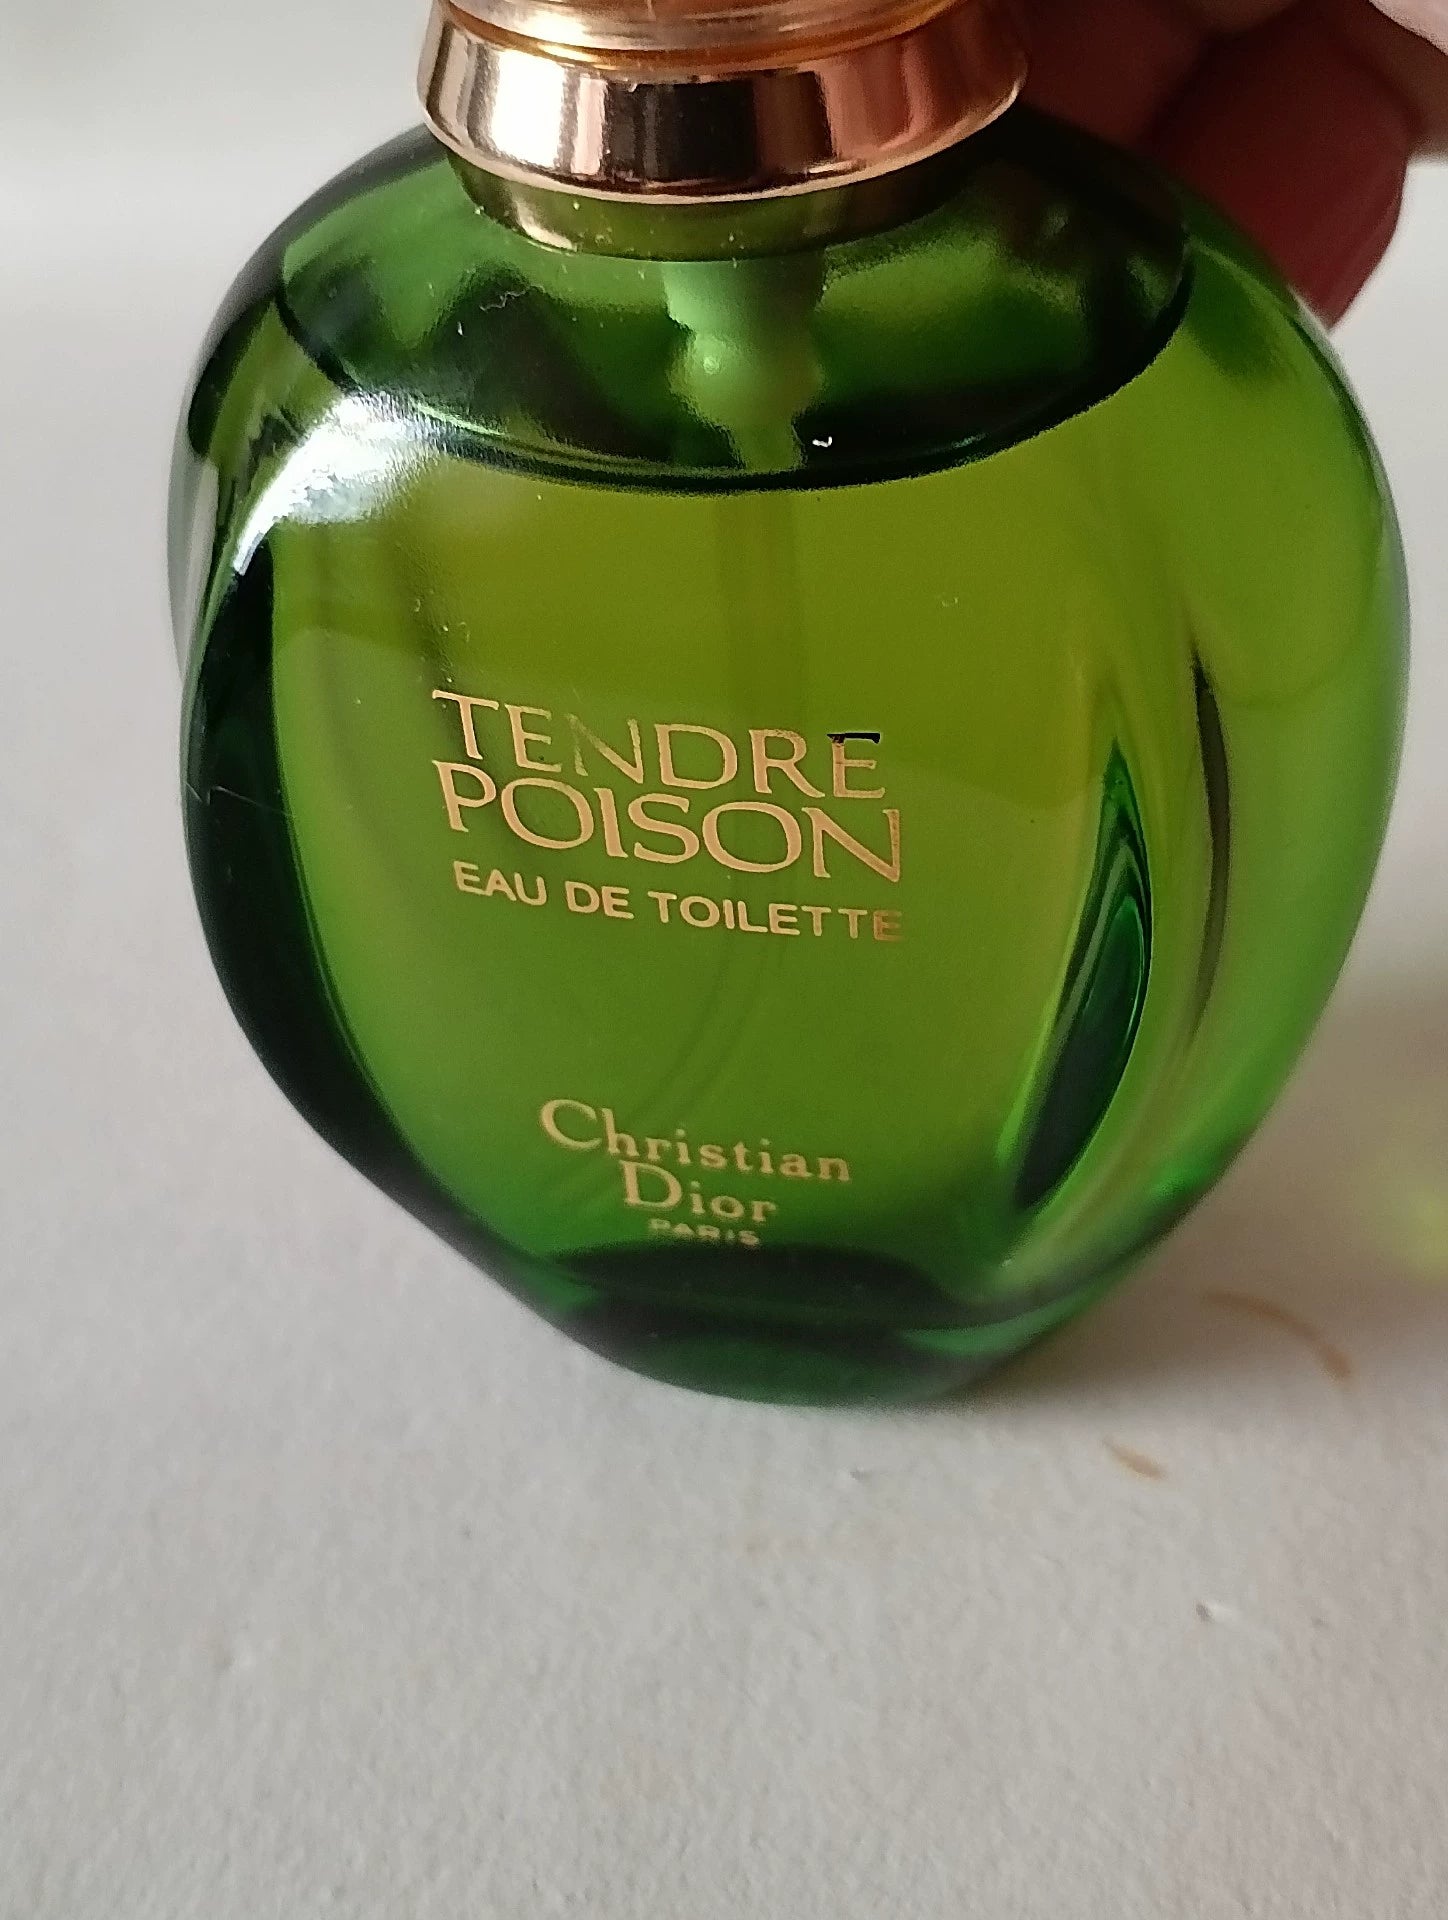 TENDRE
POISON
EAU DE TOILETTE
Christian
Dior
PARIS